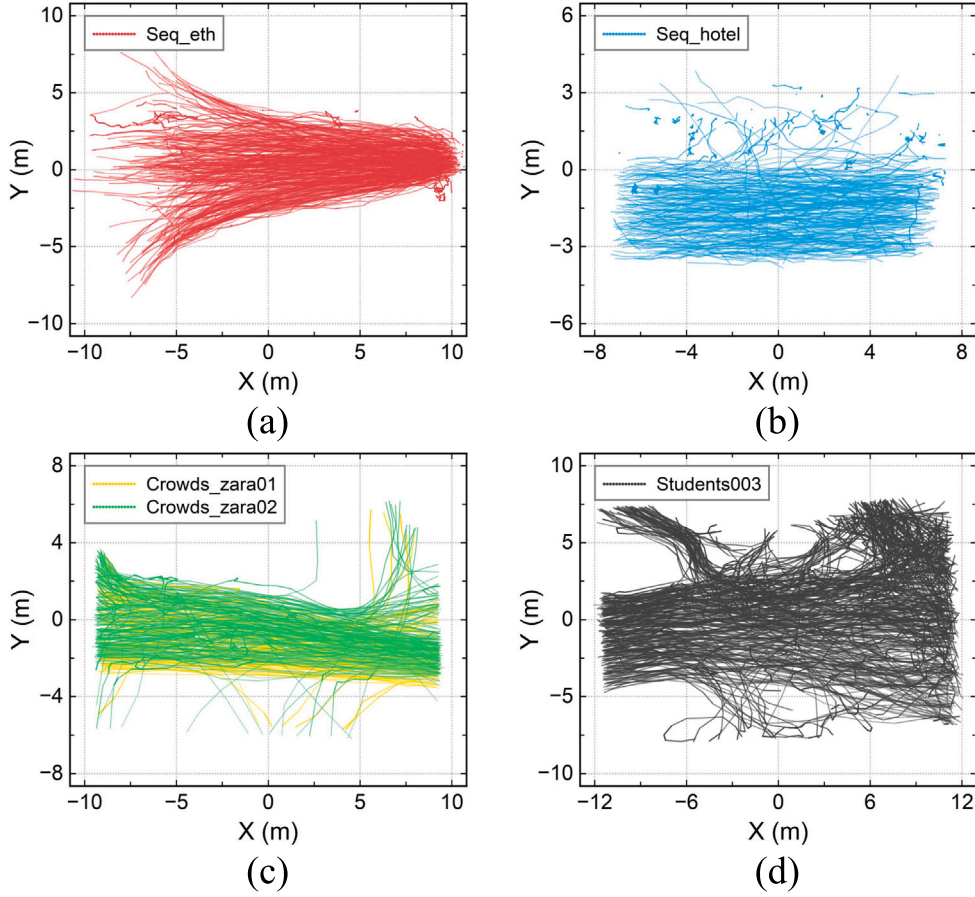 Seq_eth
10
5
0
−5
−10
Y (m)
−10 −5 0 5 10
X (m)
(a)
Seq_hotel
6
3
0
−3
−6
Y (m)
−8 −4 0 4 8
X (m)
(b)
Crowds_zara01
Crowds_zara02
8
4
0
−4
−8
Y (m)
−10 −5 0 5 10
X (m)
(c)
Students003
10
5
0
−5
−10
Y (m)
−12 −6 0 6 12
X (m)
(d)